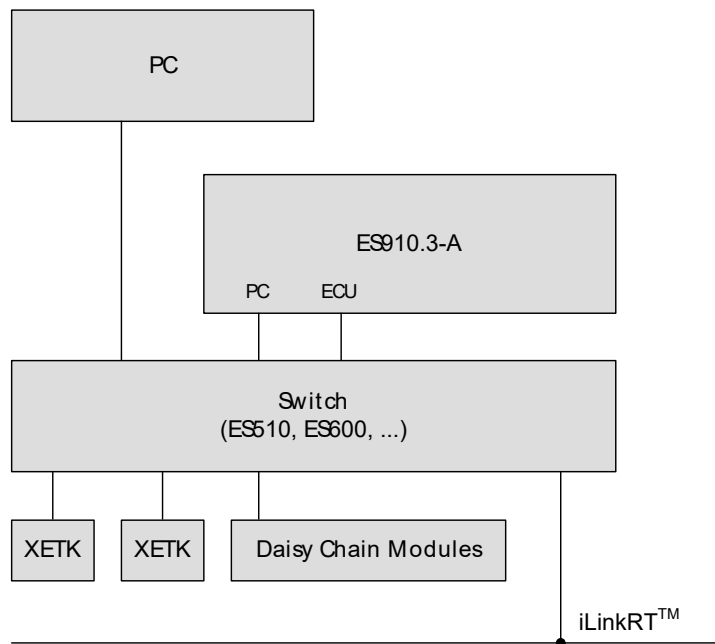 PC
ES910.3-A
PC ECU
Switch
(ES510, ES600, ...)
XETK XETK Daisy Chain Modules
iLinkRT™